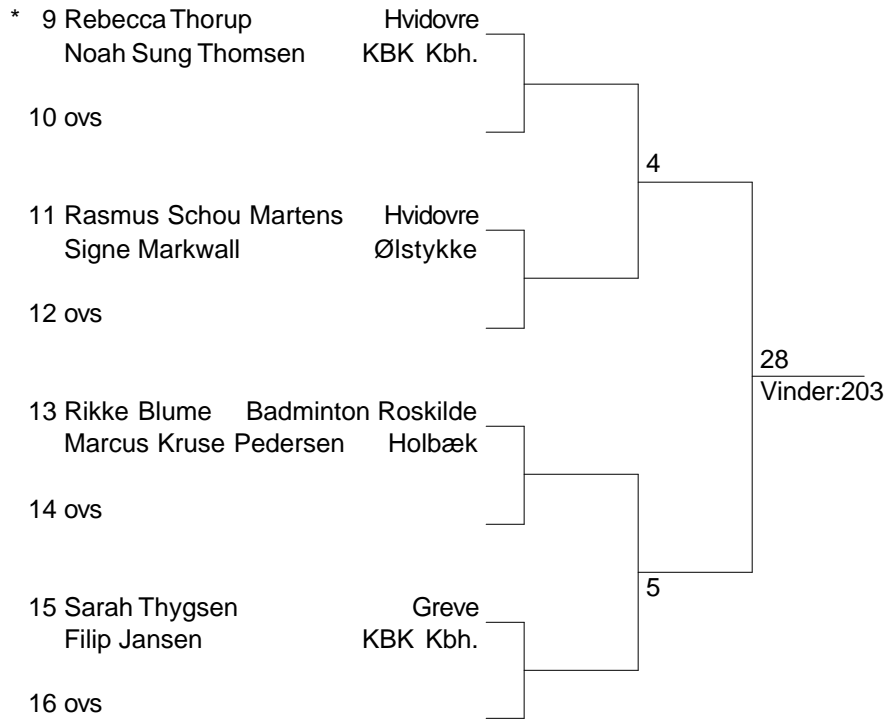 * 9 Rebecca Thorup Hvidovre
Noah Sung Thomsen KBK Kbh.
10 ovs
4
11 Rasmus Schou Martens Hvidovre
Signe Markwall Ølstykke
12 ovs
28
Vinder:203
13 Rikke Blume Badminton Roskilde
Marcus Kruse Pedersen Holbæk
14 ovs
5
15 Sarah Thygsen Greve
Filip Jansen KBK Kbh.
16 ovs